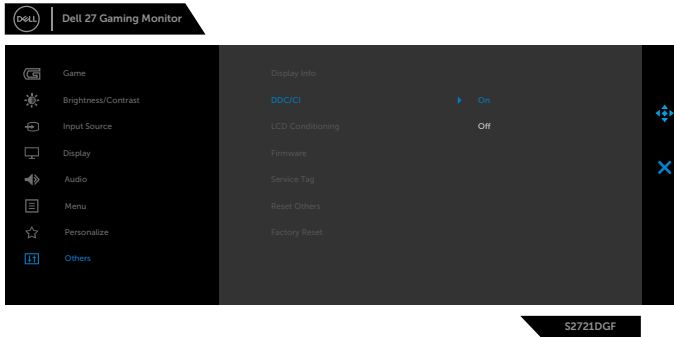 DELL
Dell 27 Gaming Monitor
Game
Display Info
Brightness/Contrast
DDC/CI
On
Input Source
LCD Conditioning
Off
Display
Firmware
Audio
Service Tag
Menu
Reset Others
Personalize
Factory Reset
Others
S2721DGF